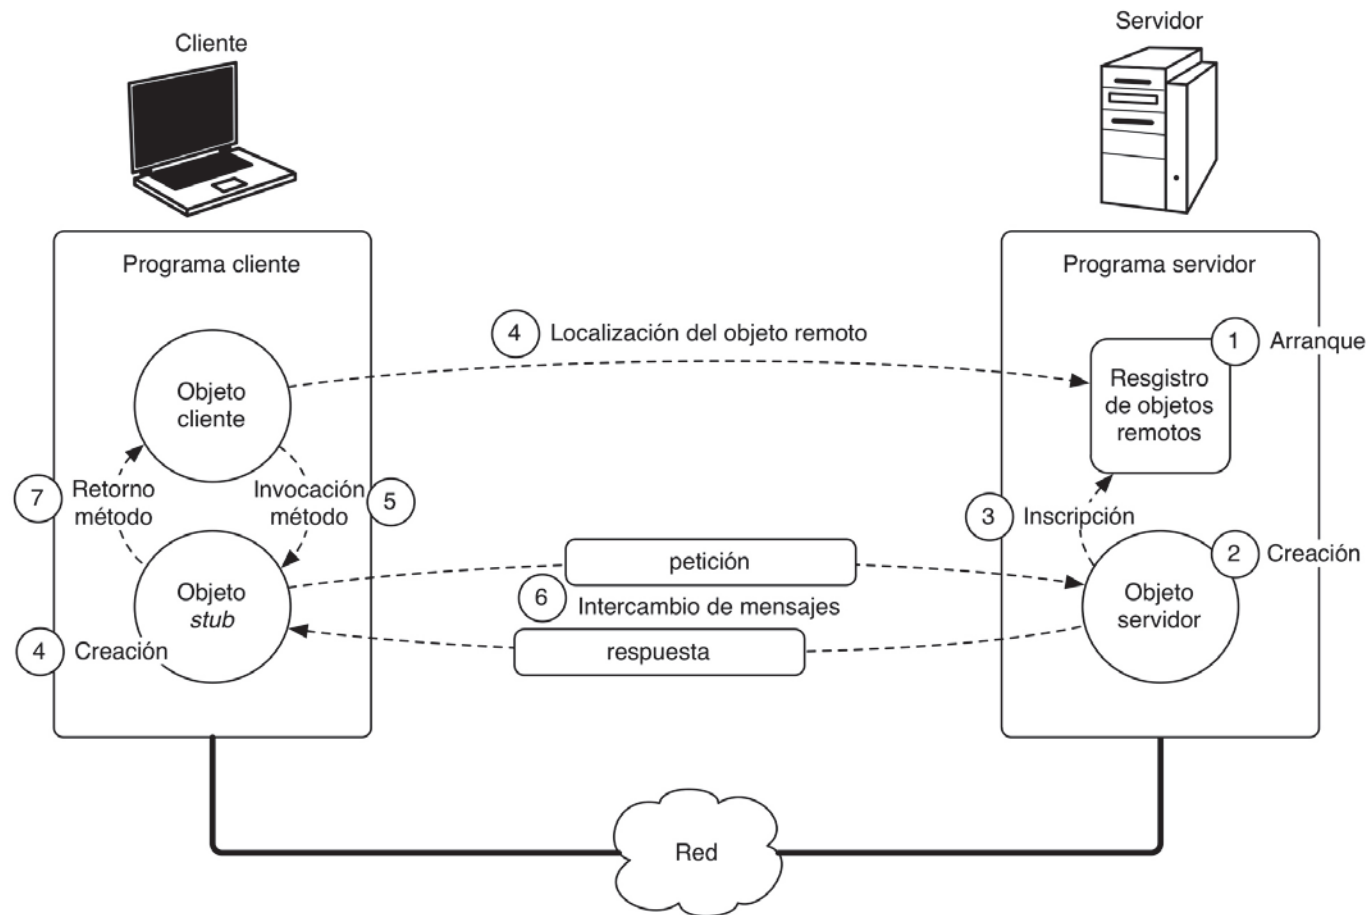 Cliente
Servidor
Programa cliente
Programa servidor
4 Localización del objeto remoto
1 Arranque
Objeto
cliente
Resgistro
de objetos
remotos
7 Retorno
método
Invocación
método 5
3 Inscripción
2 Creación
petición
Objeto
stub
6 Intercambio de mensajes
Objeto
servidor
4 Creación
respuesta
Red